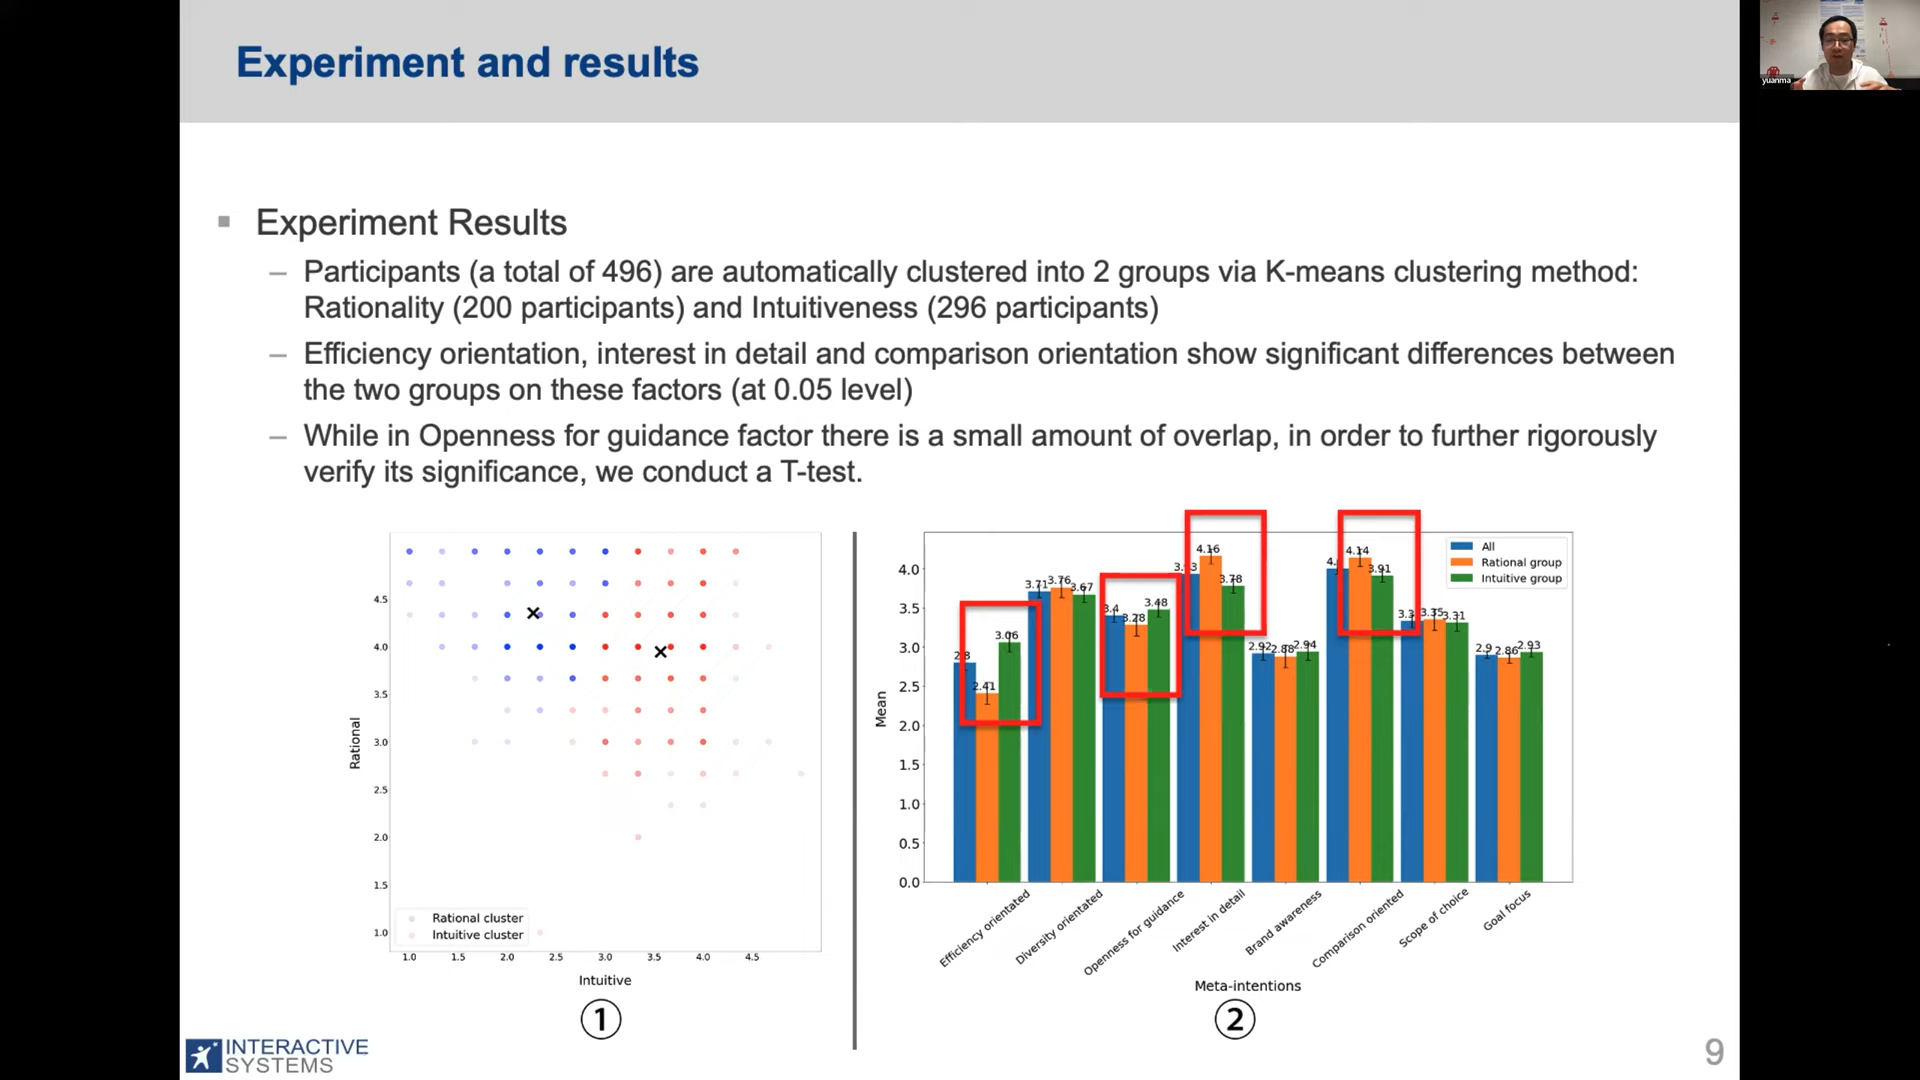 Experiment and results
yuanma
Experiment Results
– Participants (a total of 496) are automatically clustered into 2 groups via K-means clustering method:
Rationality (200 participants) and Intuitiveness (296 participants)
– Efficiency orientation, interest in detail and comparison orientation show significant differences between
the two groups on these factors (at 0.05 level)
– While in Openness for guidance factor there is a small amount of overlap, in order to further rigorously
verify its significance, we conduct a T-test.
4.5
4.0
3.5
3.0
2.5
2.0
1.5
1.0
Rational
Rational cluster
Intuitive cluster
1.0 1.5 2.0 2.5 3.0 3.5 4.0 4.5
Intuitive
1
All
Rational group
Intuitive group
4.0
3.5
3.0
2.5
2.0
1.5
1.0
0.5
0.0
Mean
2.8 2.41 3.06
3.71 3.76 3.67
3.4 3.28 3.48
4.16 3.78
2.92 2.88 2.94
4.14 3.91
3.35 3.31
2.9 2.86 2.93
Efficiency orientated
Diversity orientated
Openness for guidance
Interest in detail
Brand awareness
Comparison oriented
Scope of choice
Goal focus
Meta-intentions
2
INTERACTIVE
SYSTEMS
9